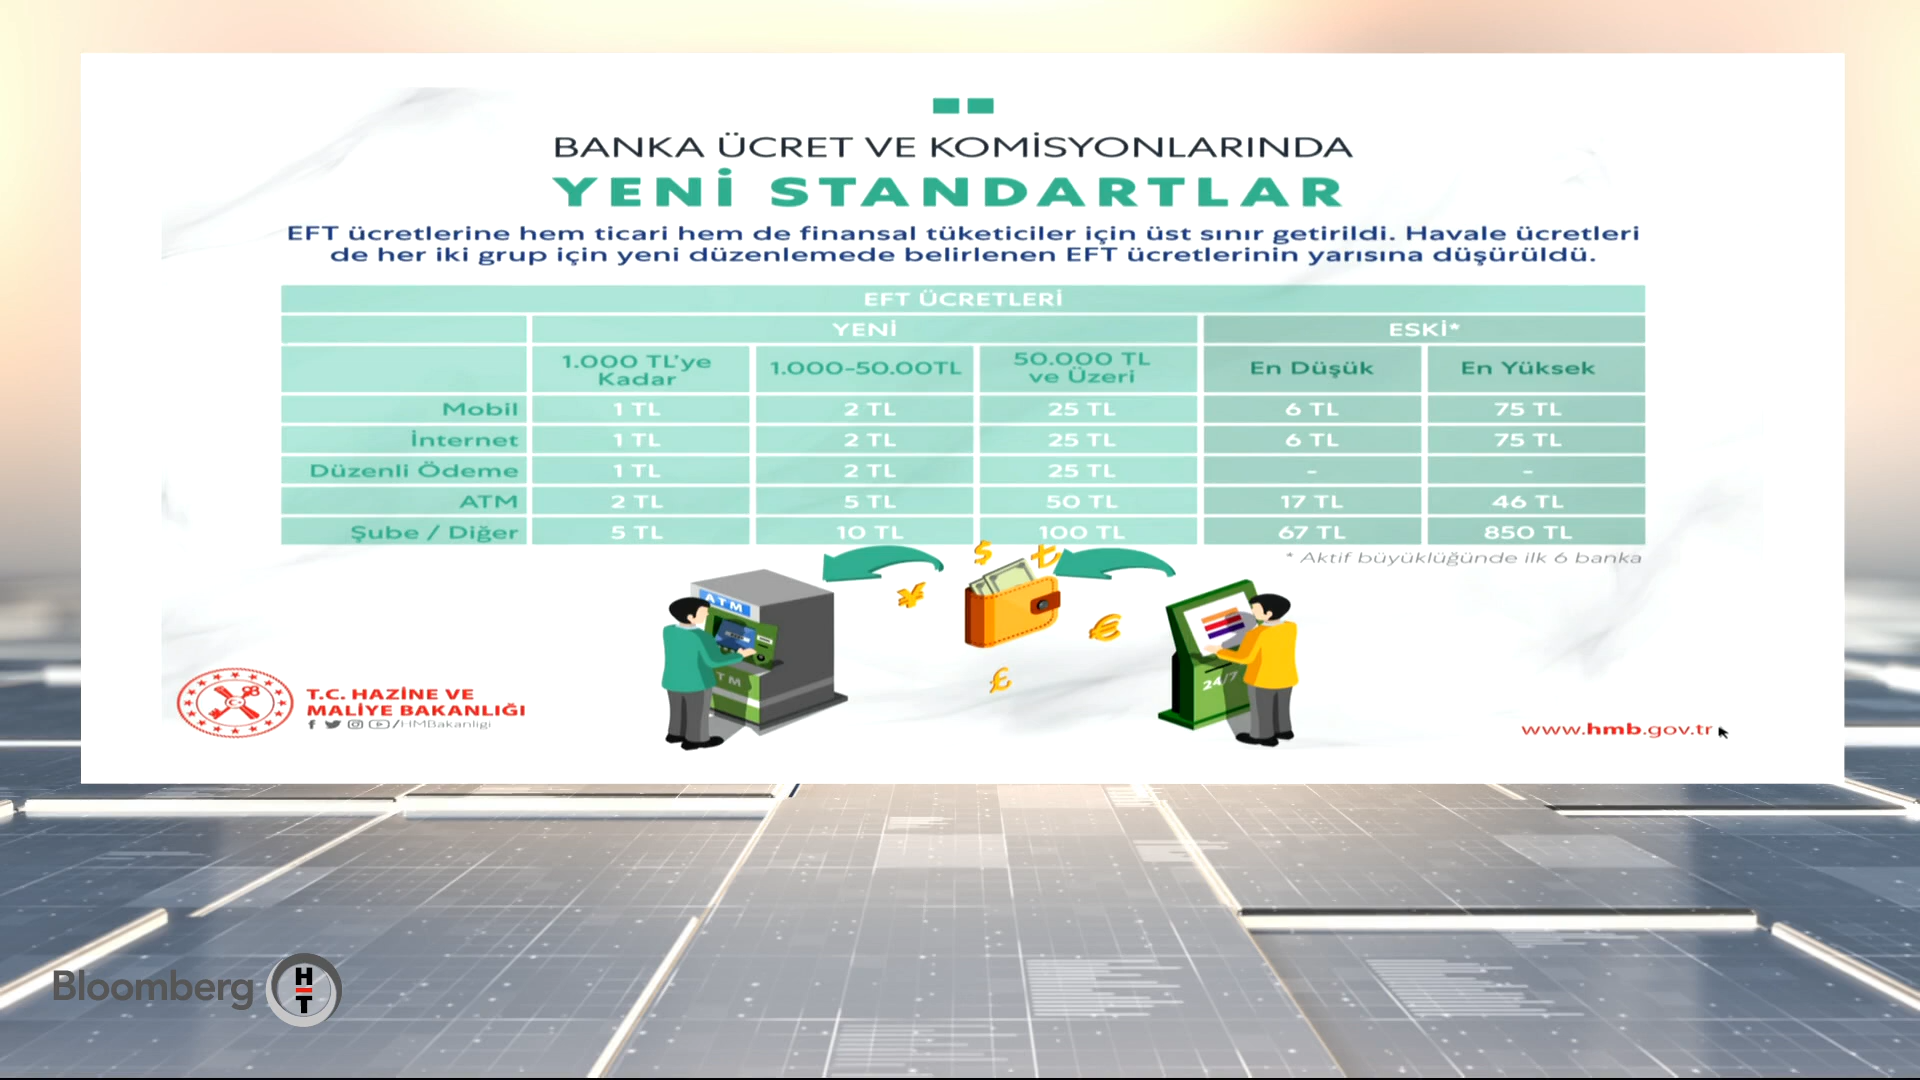 BANKA ÜCRET VE KOMİSYONLARINDA
YENİ STANDARTLAR
EFT ücretlerine hem ticari hem de finansal tüketiciler için üst sınır getirildi. Havale ücretleri
de her iki grup için yeni düzenlemede belirlenen EFT ücretlerinin yarısına düşürüldü.
EFT ÜCRETLERİ
YENİ ESKİ*
1.000 TL'ye Kadar 1.000-50.00TL 50.000 TL ve Üzeri En Düşük En Yüksek
Mobil 1 TL 2 TL 25 TL 6 TL 75 TL
İnternet 1 TL 2 TL 25 TL 6 TL 75 TL
Düzenli Ödeme 1 TL 2 TL 25 TL - -
ATM 2 TL 5 TL 50 TL 17 TL 46 TL
Şube / Diğer 5 TL 10 TL 100 TL 67 TL 850 TL
* Aktif büyüklüğünde ilk 6 banka
ATM
TM
24/7
T.C. HAZİNE VE
MALİYE BAKANLIĞI
/HMBakanligi
www.hmb.gov.tr
Bloomberg HT